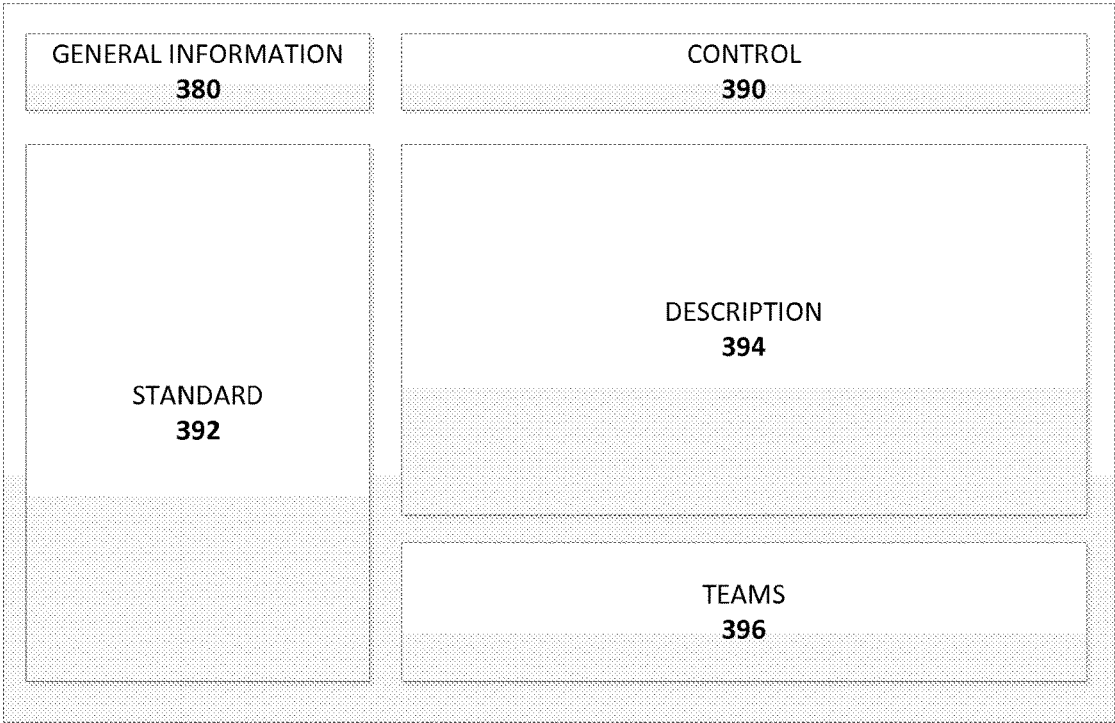 GENERAL INFORMATION
380
CONTROL
390
STANDARD
392
DESCRIPTION
394
TEAMS
396